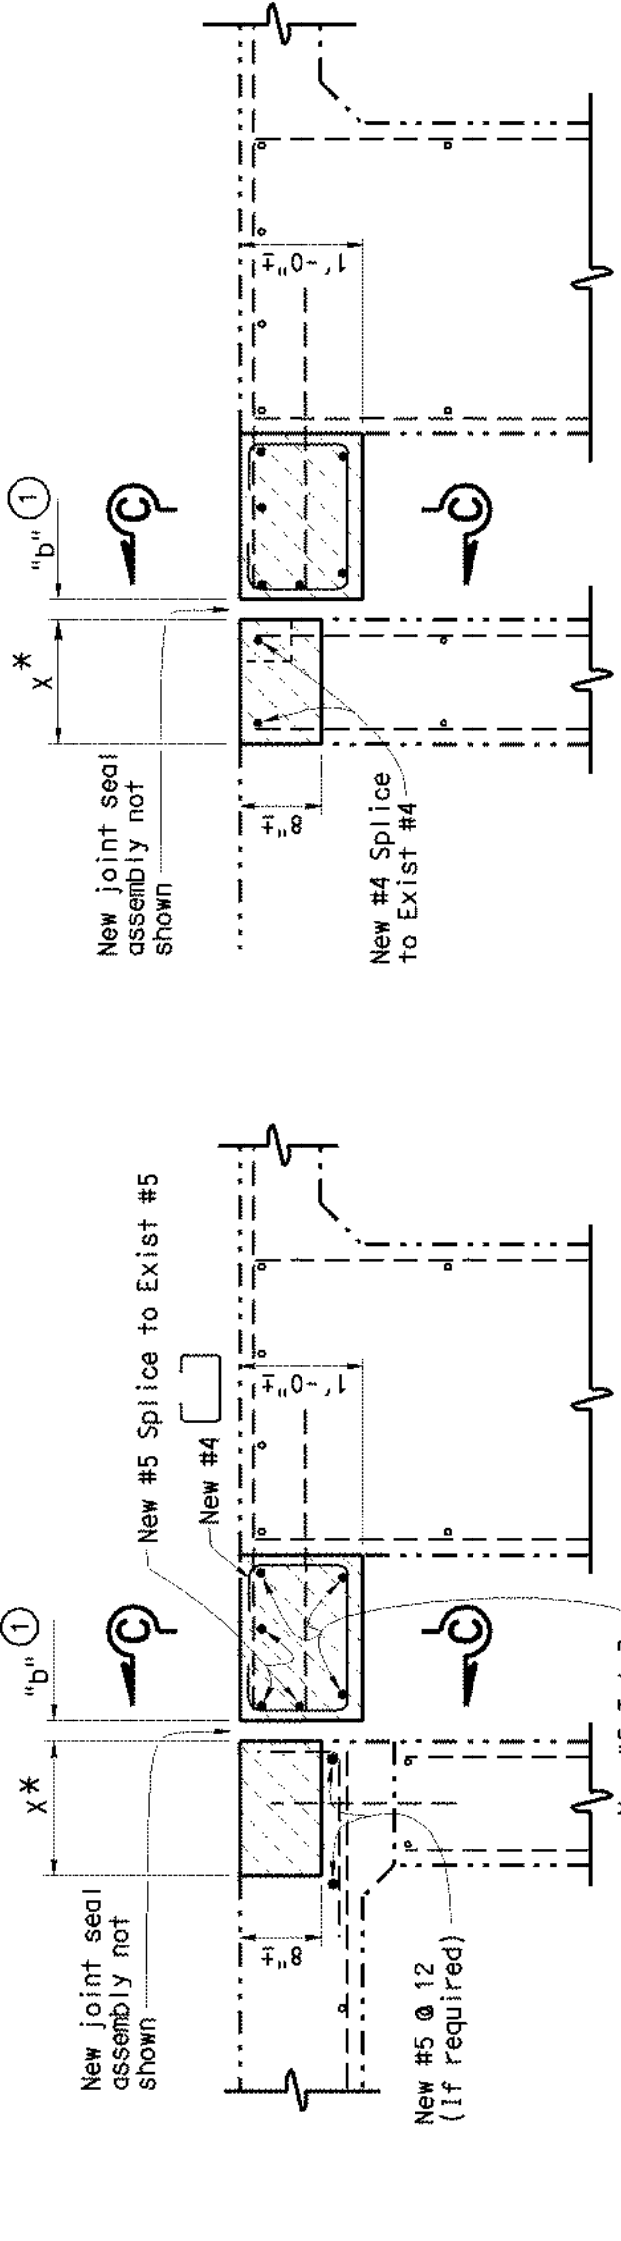 New joint seal
assembly not
shown
X*
"b" 1
New #5 Splice to Exist #5
New #4
8"±
1'-0"±
C
C
New #5 @ 12
(If required)
New joint seal
assembly not
shown
X*
"b" 1
8"±
1'-0"±
C
C
New #4 Splice
to Exist #4